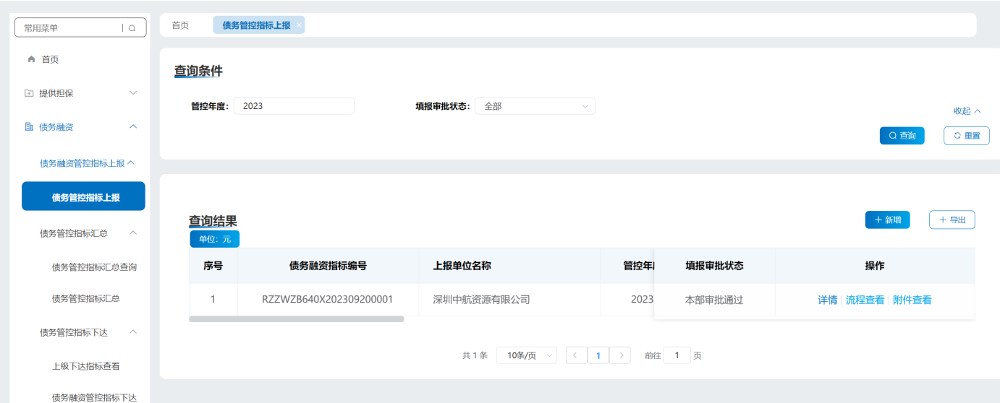 常用菜单
首页
提供担保
债务融资
债务融资管控指标上报
债务管控指标上报
债务管控指标汇总
债务管控指标汇总查询
债务管控指标汇总
债务管控指标下达
上级下达指标查看
债务融资管控指标下达
首页 债务管控指标上报
查询条件
管控年度: 2023 填报审批状态: 全部
收起
查询 重置
查询结果 新增 导出
单位: 元
序号 债务融资指标编号 上报单位名称 管控年 填报审批状态 操作
1 RZZWZB640X202309200001 深圳中航资源有限公司 2023 本部审批通过 详情 流程查看 附件查看
共 1 条 10条/页 1 前往 1 页